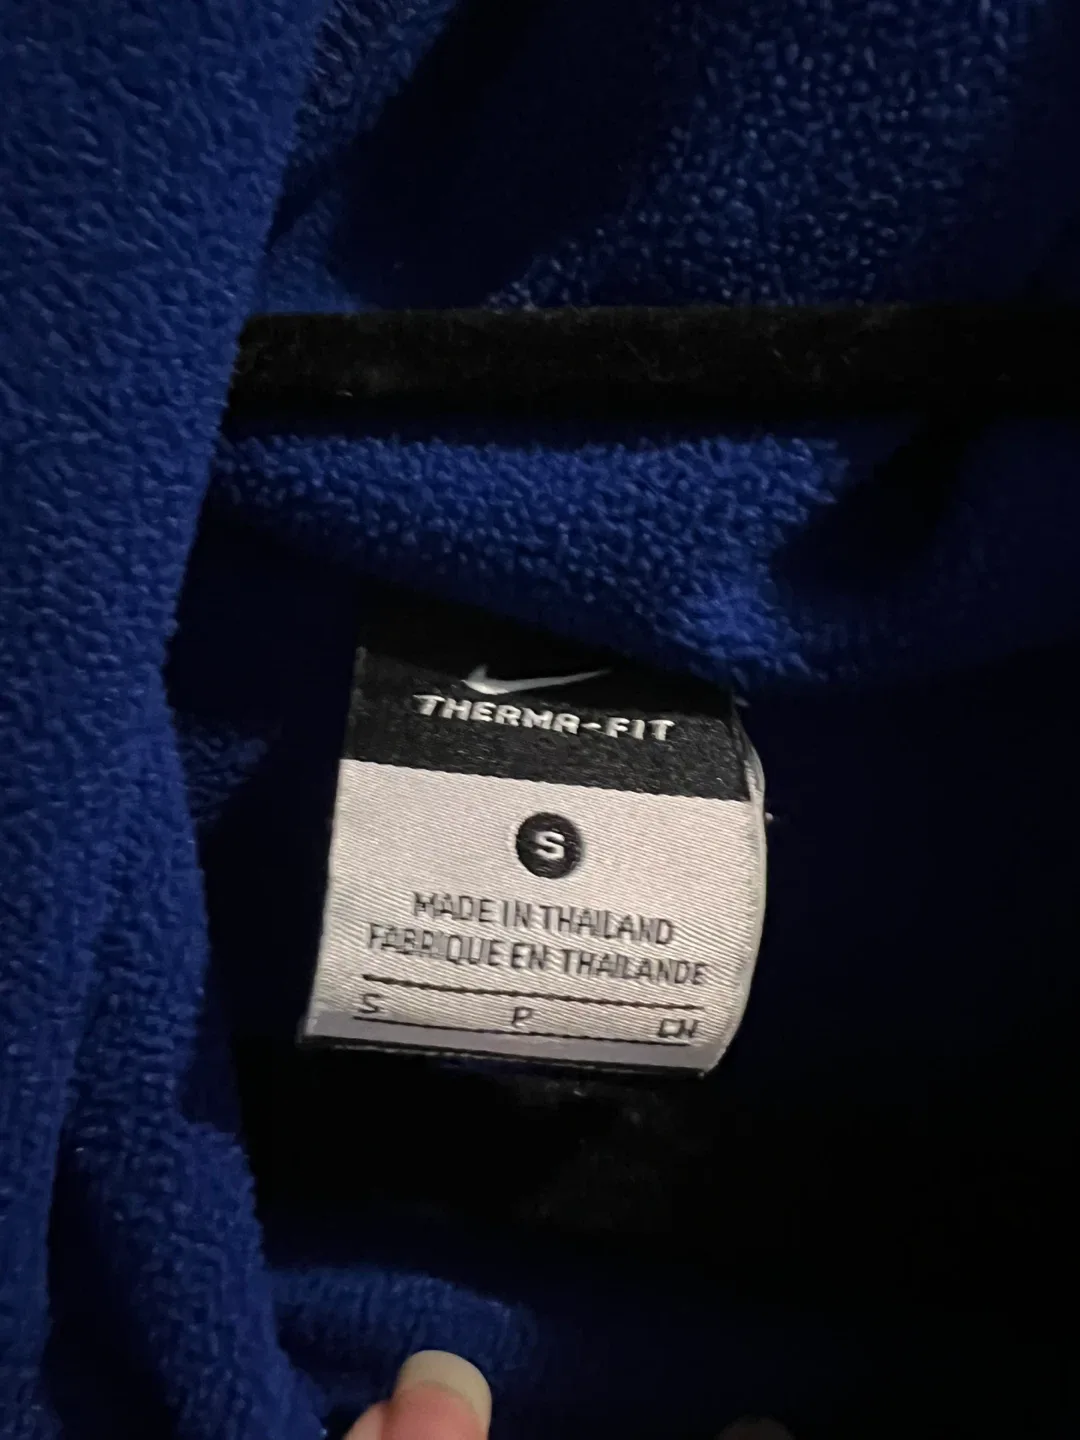 THERMA-FIT
S
MADE IN THAILAND
FABRIQUE EN THAILANDE
S P CH